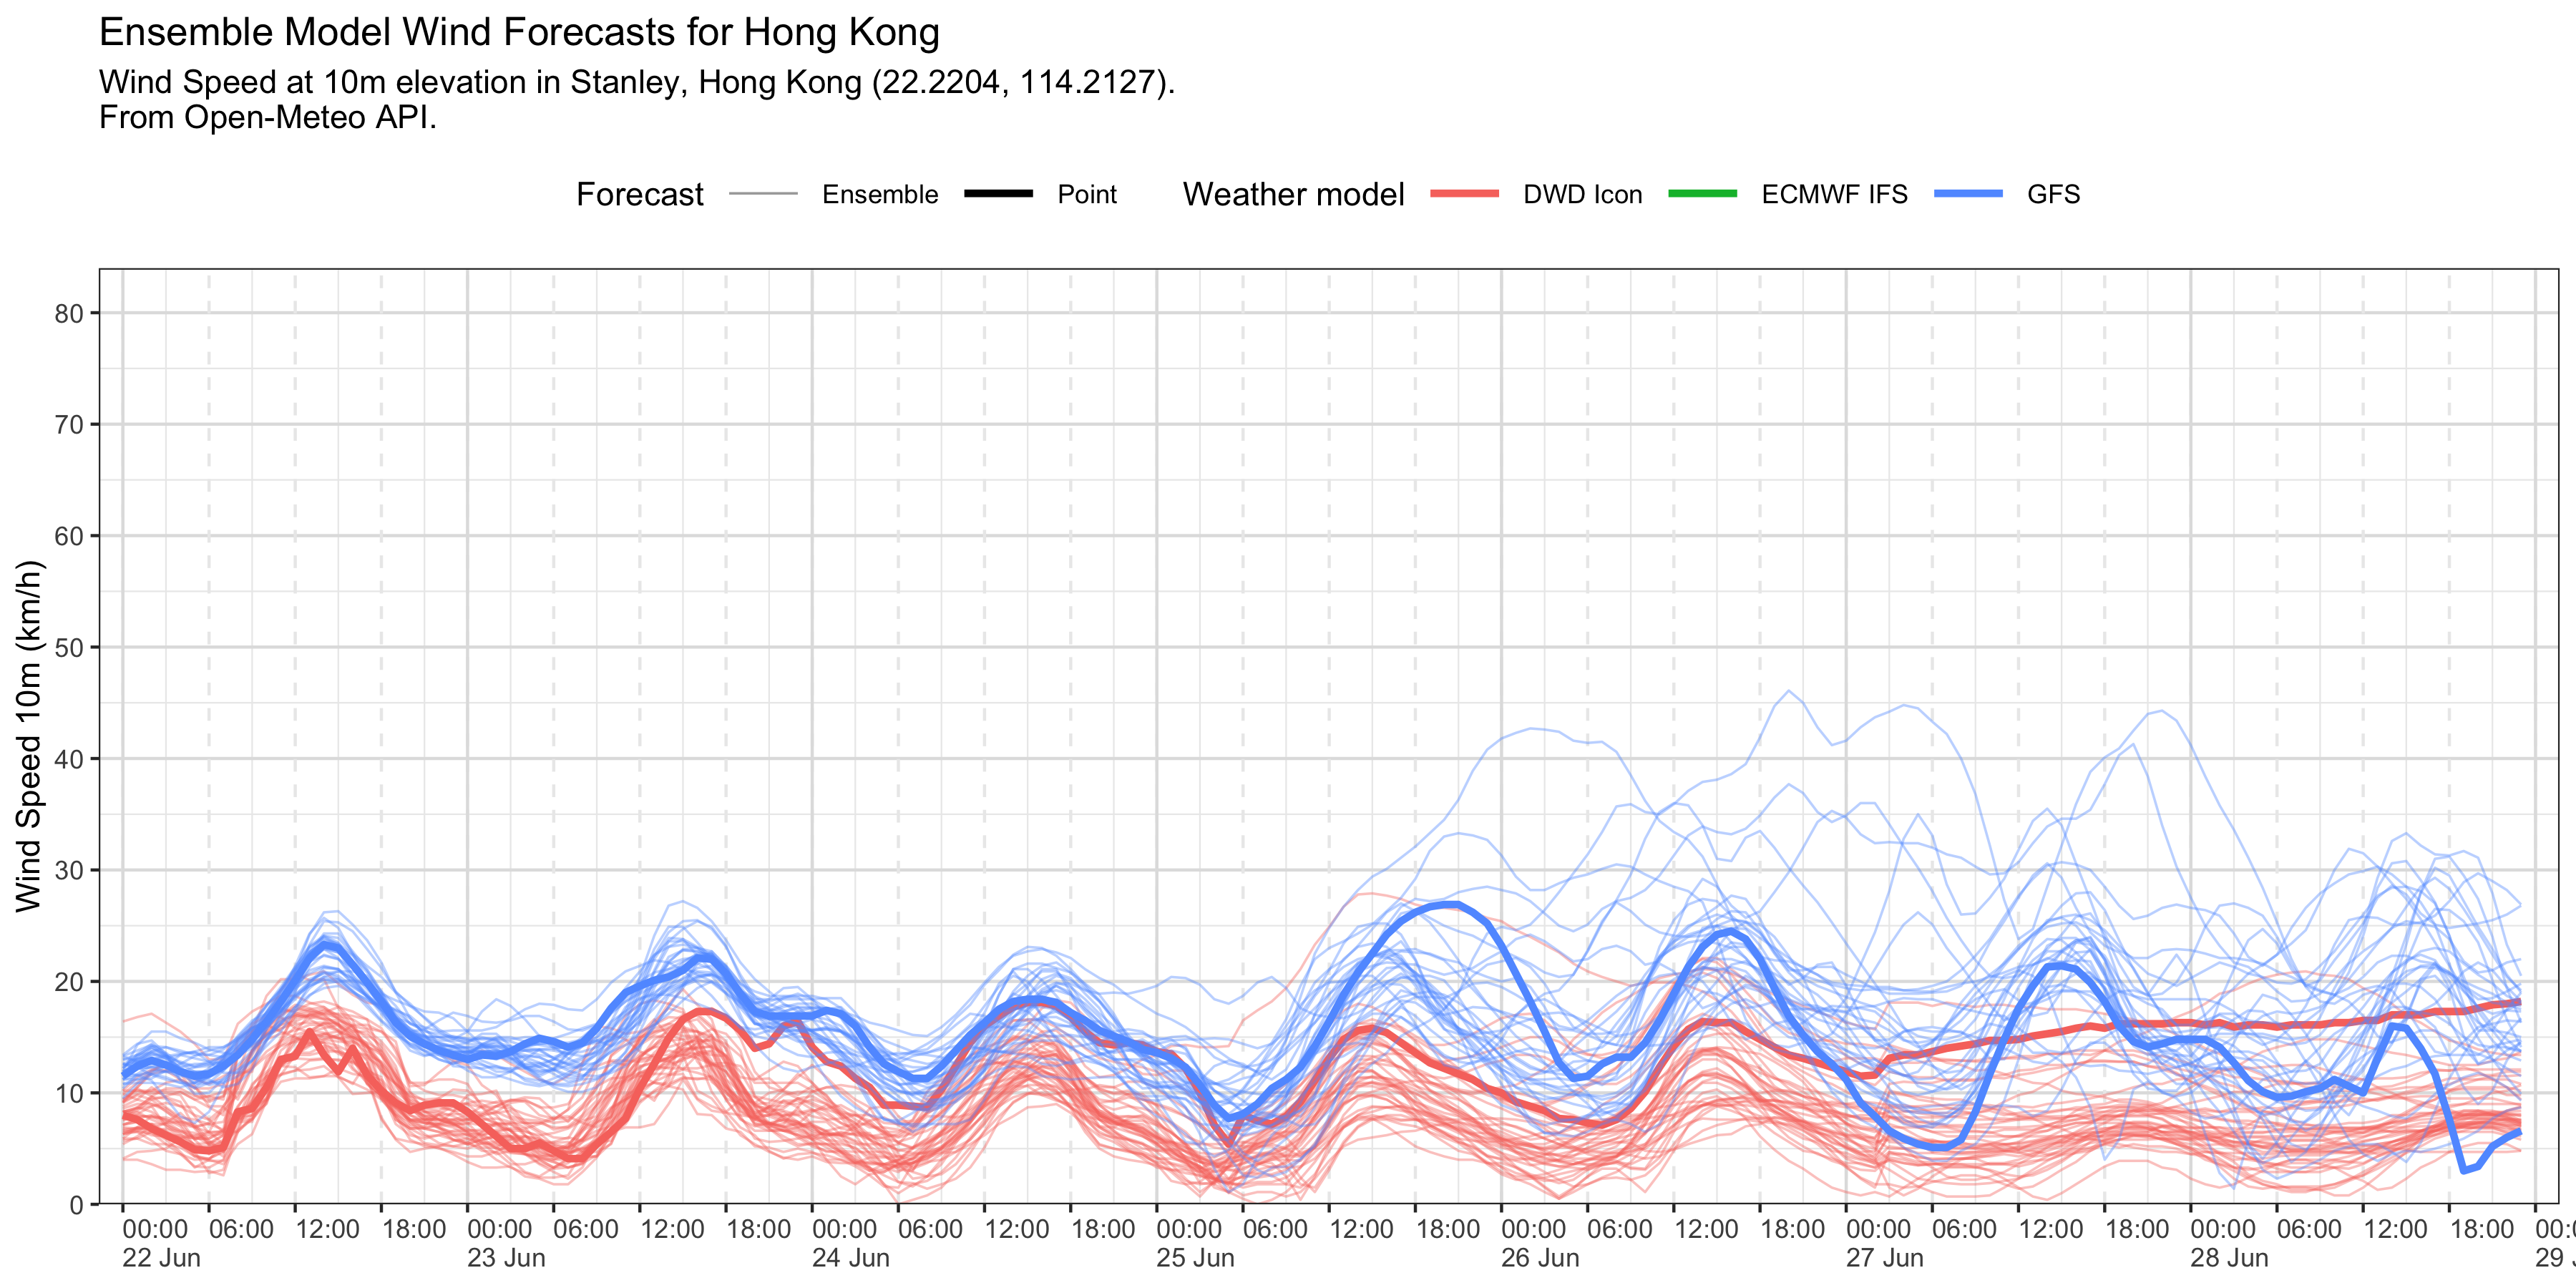 Ensemble Model Wind Forecasts for Hong Kong
Wind Speed at 10m elevation in Stanley, Hong Kong (22.2204, 114.2127).
From Open-Meteo API.
Forecast Ensemble Point Weather model DWD Icon ECMWF IFS GFS
Wind Speed 10m (km/h)
80
70
60
50
40
30
20
10
0
00:00 06:00 12:00 18:00 00:00 06:00 12:00 18:00 00:00 06:00 12:00 18:00 00:00 06:00 12:00 18:00 00:00 06:00 12:00 18:00 00:00 06:00 12:00 18:00 00:00 06:00 12:00 18:00 00:
22 Jun 23 Jun 24 Jun 25 Jun 26 Jun 27 Jun 28 Jun 29